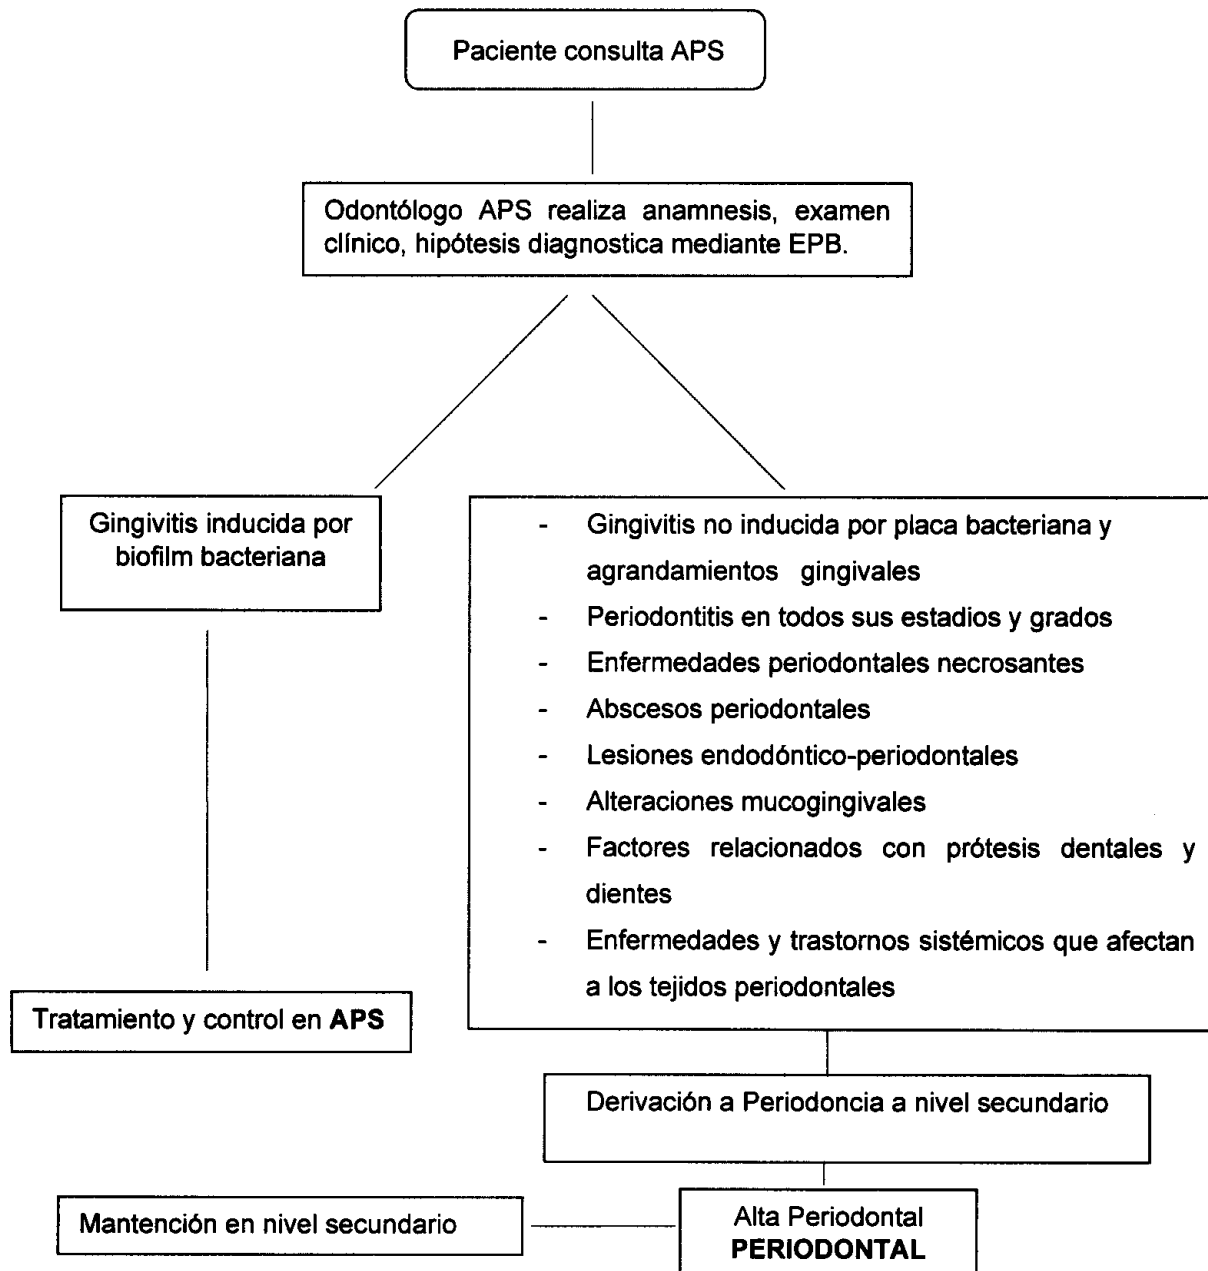 Paciente consulta APS
Odontólogo APS realiza anamnesis, examen
clínico, hipótesis diagnostica mediante EPB.
Gingivitis inducida por
biofilm bacteriana
- Gingivitis no inducida por placa bacteriana y
agrandamientos gingivales
- Periodontitis en todos sus estadios y grados
- Enfermedades periodontales necrosantes
- Abscesos periodontales
- Lesiones endodóntico-periodontales
- Alteraciones mucogingivales
- Factores relacionados con prótesis dentales y
dientes
- Enfermedades y trastornos sistémicos que afectan
a los tejidos periodontales
Tratamiento y control en APS
Derivación a Periodoncia a nivel secundario
Mantención en nivel secundario
Alta Periodontal
PERIODONTAL